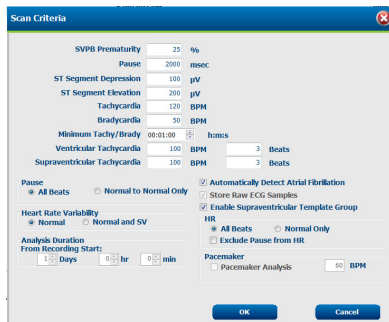 Scan Criteria
SVPB Prematurity 25 %
Pause 2000 msec
ST Segment Depression 100 µV
ST Segment Elevation 200 µV
Tachycardia 120 BPM
Bradycardia 50 BPM
Minimum Tachy/Brady 00:01:00 h:m:s
Ventricular Tachycardia 100 BPM 3 Beats
Supraventricular Tachycardia 100 BPM 3 Beats
Pause
All Beats Normal to Normal Only
Heart Rate Variability
Normal Normal and SV
Analysis Duration
From Recording Start:
1 Days 0 hr 0 min
Automatically Detect Atrial Fibrillation
Store Raw ECG Samples
Enable Supraventricular Template Group
HR
All Beats Normal Only
Exclude Pause from HR
Pacemaker
Pacemaker Analysis 60 BPM
OK Cancel